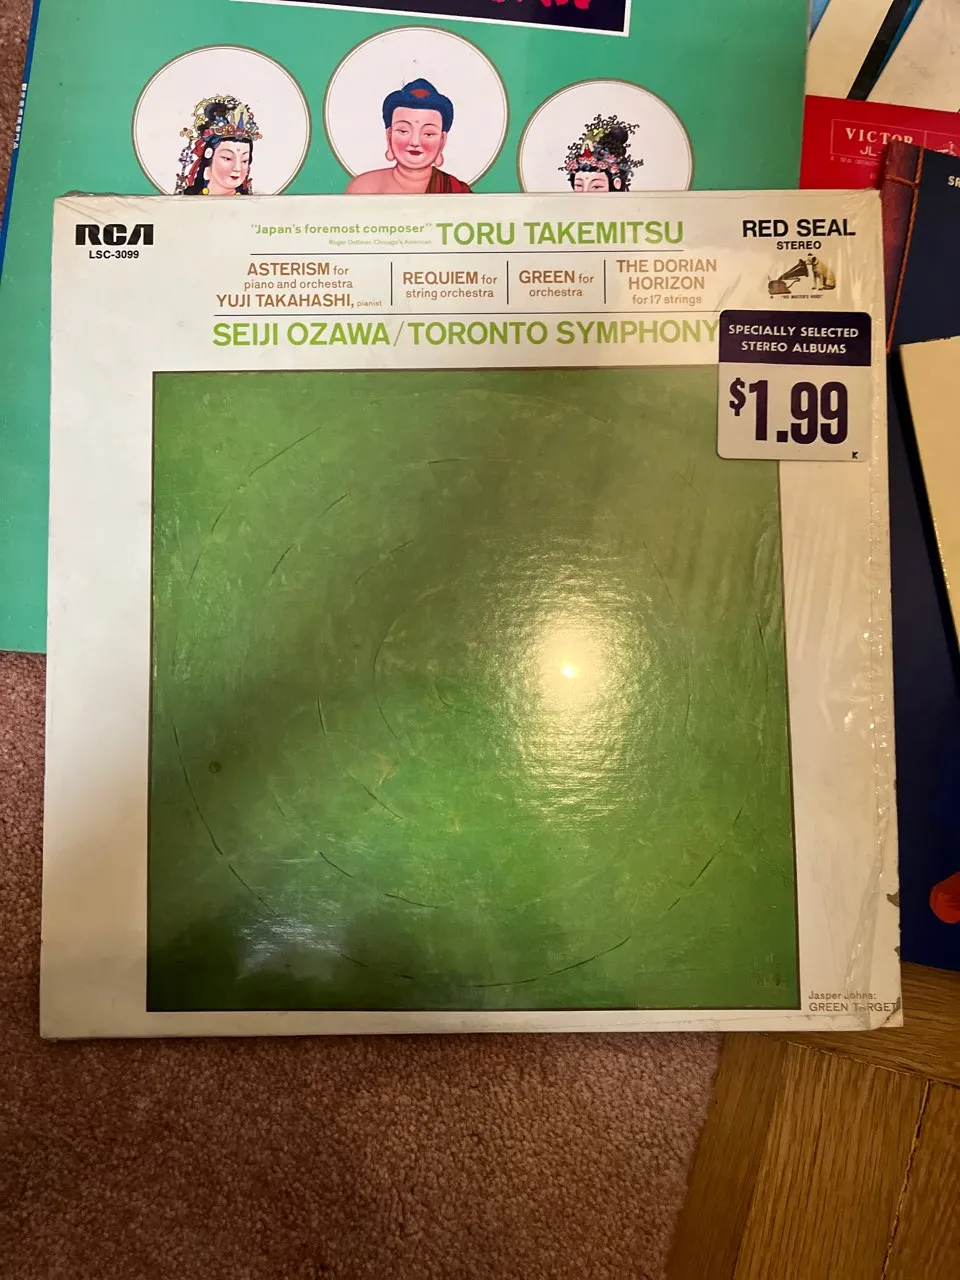 VICTOR
JL
RCA
LSC-3099
"Japan's foremost composer" TORU TAKEMITSU
Roger Dettmer, Chicago's American
RED SEAL
STEREO
"HIS MASTER'S VOICE"
ASTERISM for
piano and orchestra
YUJI TAKAHASHI, pianist
REQUIEM for
string orchestra
GREEN for
orchestra
THE DORIAN
HORIZON
for 17 strings
SEIJI OZAWA/TORONTO SYMPHONY
SPECIALLY SELECTED
STEREO ALBUMS
$1.99
K
Jasper Johns:
GREEN TARGET